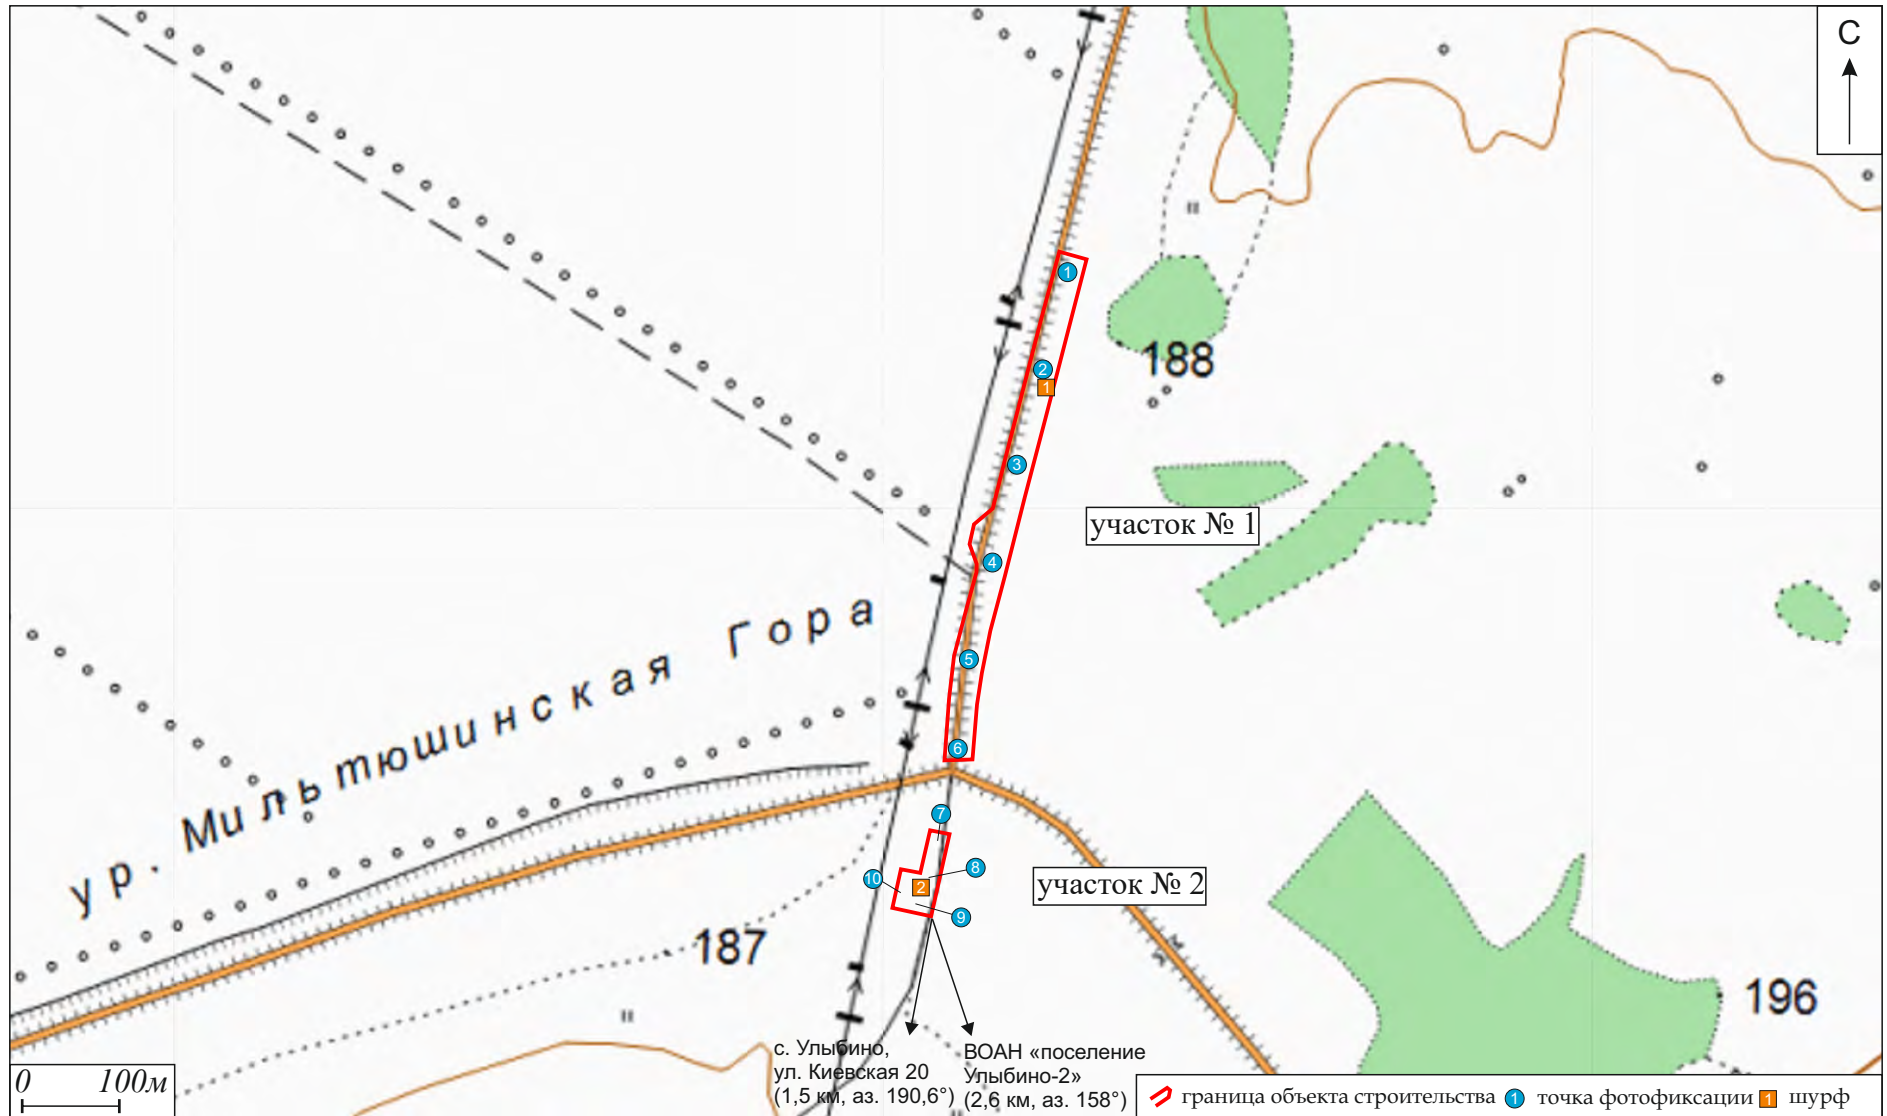 С
1
2
1
188
3
участок № 1
4
ур. Мильтюшинская Гора
5
6
7
8
10
2
участок № 2
9
187
196
с. Улыбино,
ул. Киевская 20
(1,5 км, аз. 190,6°)
ВОАН «поселение
Улыбино-2»
(2,6 км, аз. 158°)
0 100м
граница объекта строительства 1 точка фотофиксации 1 шурф